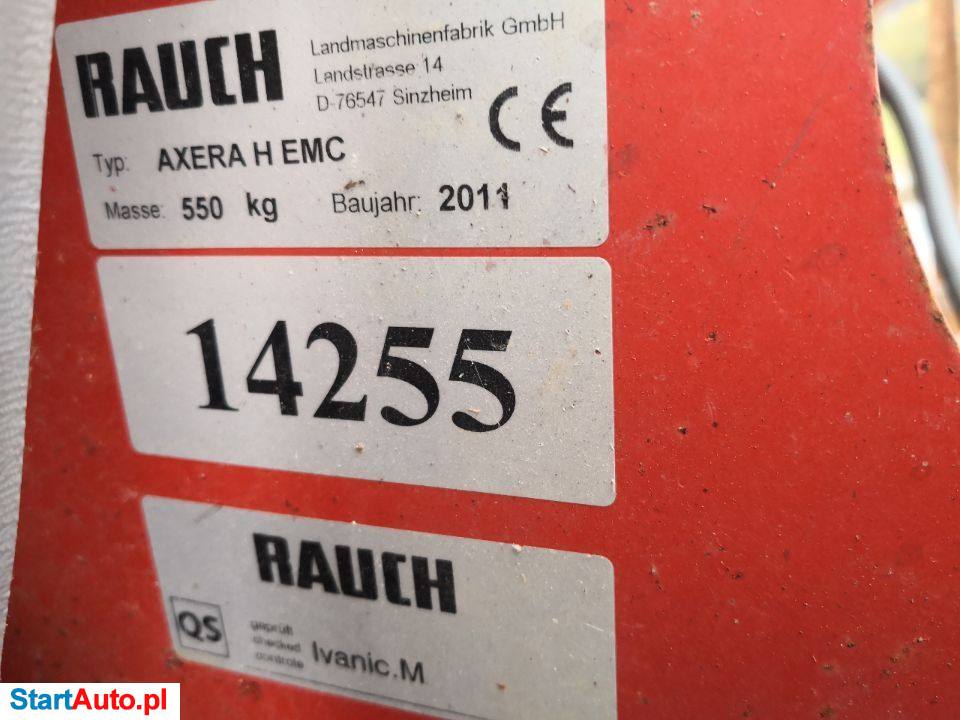 RAUCH
Landmaschinenfabrik GmbH
Landstrasse 14
D-76547 Sinzheim
CE
Typ: AXERA H EMC
Masse: 550 kg Baujahr: 2011
14255
RAUCH
QS
geprüft
checked
controle
Ivanic.M
StartAuto.pl